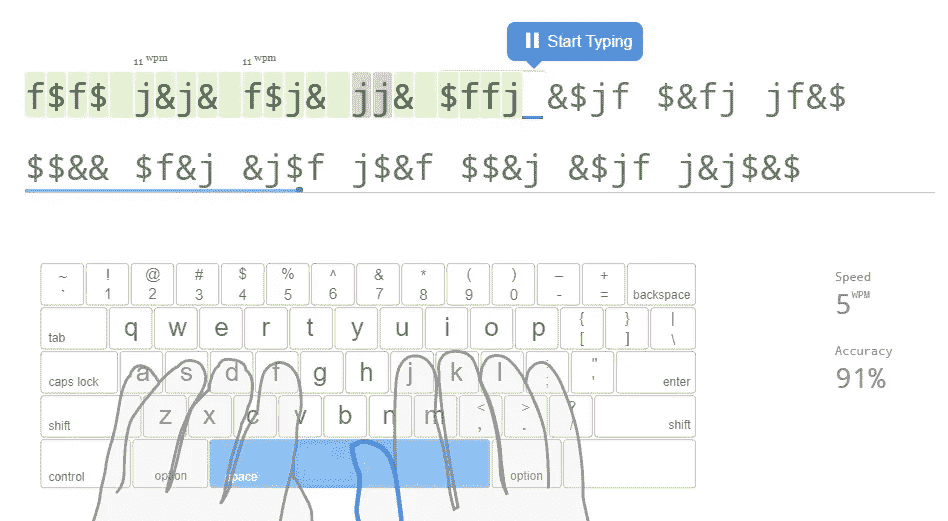 Start Typing
11 wpm 11 wpm
f$f$ j&j& f$j& jj& $ffj_ &$jf $&fj jf&$
$$&& $f&j &j$f j$&f $$&j &$jf j&j$&$
~ ! @ # $ % ^ & * ( ) – +
` 1 2 3 4 5 6 7 8 9 0 - = backspace
tab q w e r t y u i o p { [ } ] | \
caps lock a s d f g h j k l : ; " ' enter
shift z x c v b n m < , > . ? / shift
control option space option
Speed
5 WPM
Accuracy
91%